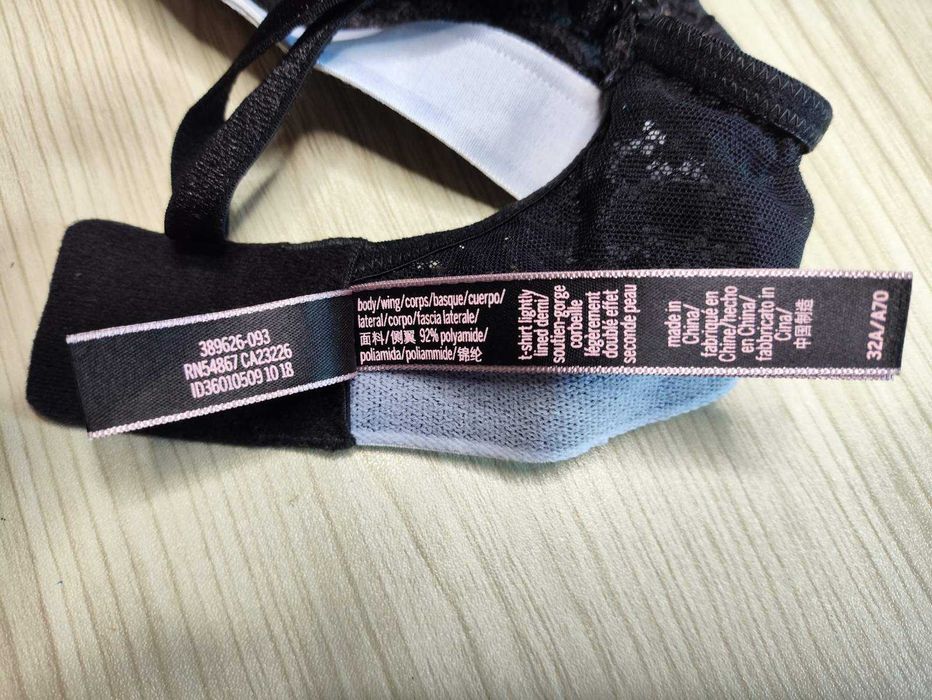 389626-093
RN54867 CA23226
ID36010509 10 18
body/wing/corps/basque/cuerpo/
lateral/corpo/fascia laterale/
面料/侧翼 92% polyamide/
poliamida/poliammide/锦纶
t-shirt lightly
lined demi/
soutien-gorge
corbeille
légèrement
doublé effet
seconde peau
made in
China/
fabriqué en
Chine/hecho
en China/
fabbricato in
Cina/
中国制造
32A/A70